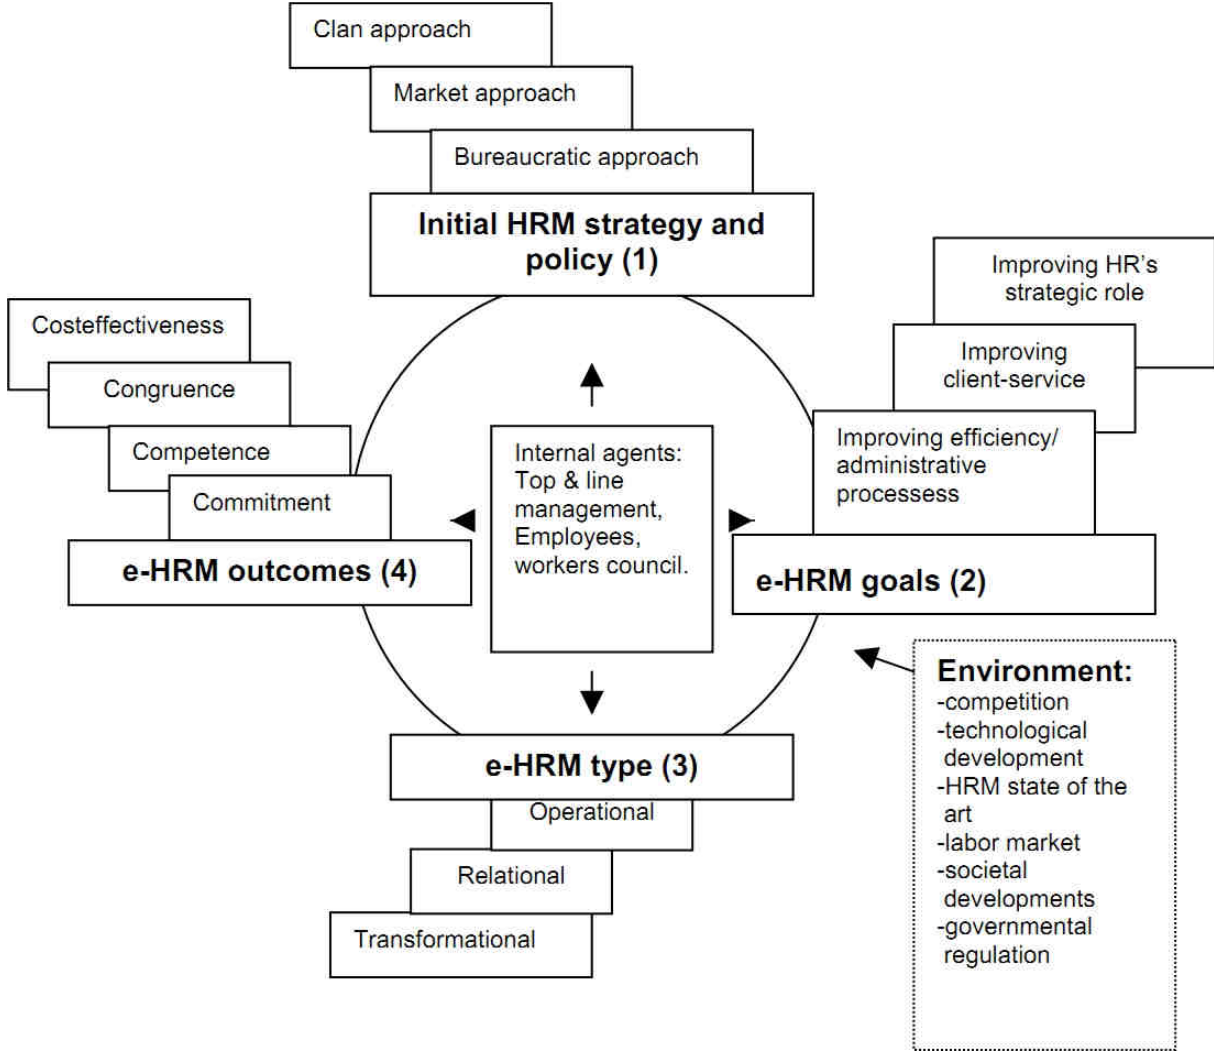 Clan approach
Market approach
Bureaucratic approach
Initial HRM strategy and
policy (1)
Improving HR's
strategic role
Improving
client-service
Improving efficiency/
administrative
processess
e-HRM goals (2)
Costeffectiveness
Congruence
Competence
Commitment
e-HRM outcomes (4)
Internal agents:
Top & line
management,
Employees,
workers council.
e-HRM type (3)
Operational
Relational
Transformational
Environment:
-competition
-technological
development
-HRM state of the
art
-labor market
-societal
developments
-governmental
regulation